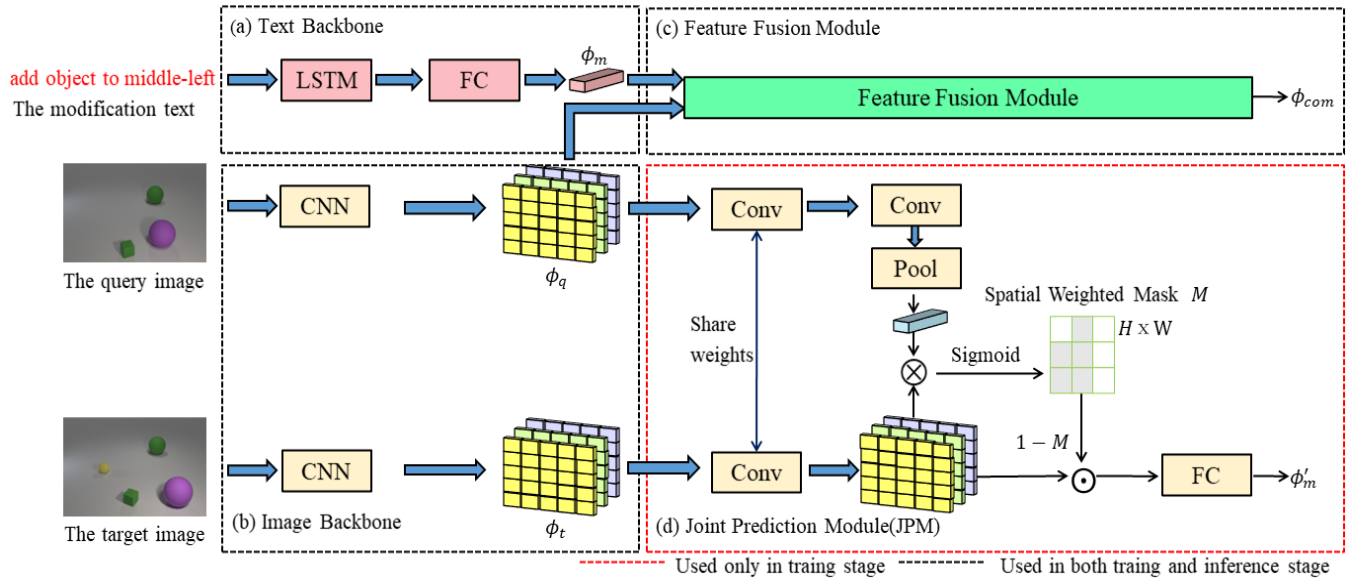 (a) Text Backbone
(c) Feature Fusion Module
add object to middle-left
The modification text
LSTM
FC
ϕm
Feature Fusion Module
ϕcom
The query image
CNN
ϕq
Conv
Conv
Pool
Spatial Weighted Mask M
H x W
Share
weights
Sigmoid
1 − M
The target image
CNN
ϕt
Conv
FC
ϕ′m
(b) Image Backbone
(d) Joint Prediction Module(JPM)
Used only in traing stage
Used in both traing and inference stage